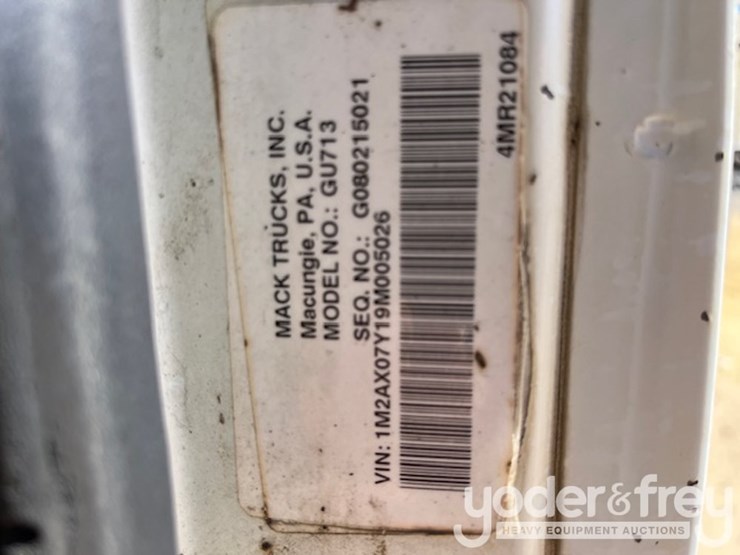 MACK TRUCKS, INC.
Macungie, PA, U.S.A.
MODEL NO.: GU713
SEQ. NO.: G080215021
VIN: 1M2AX07Y19M005026
4MR21084
yoder&frey
HEAVY EQUIPMENT AUCTIONS